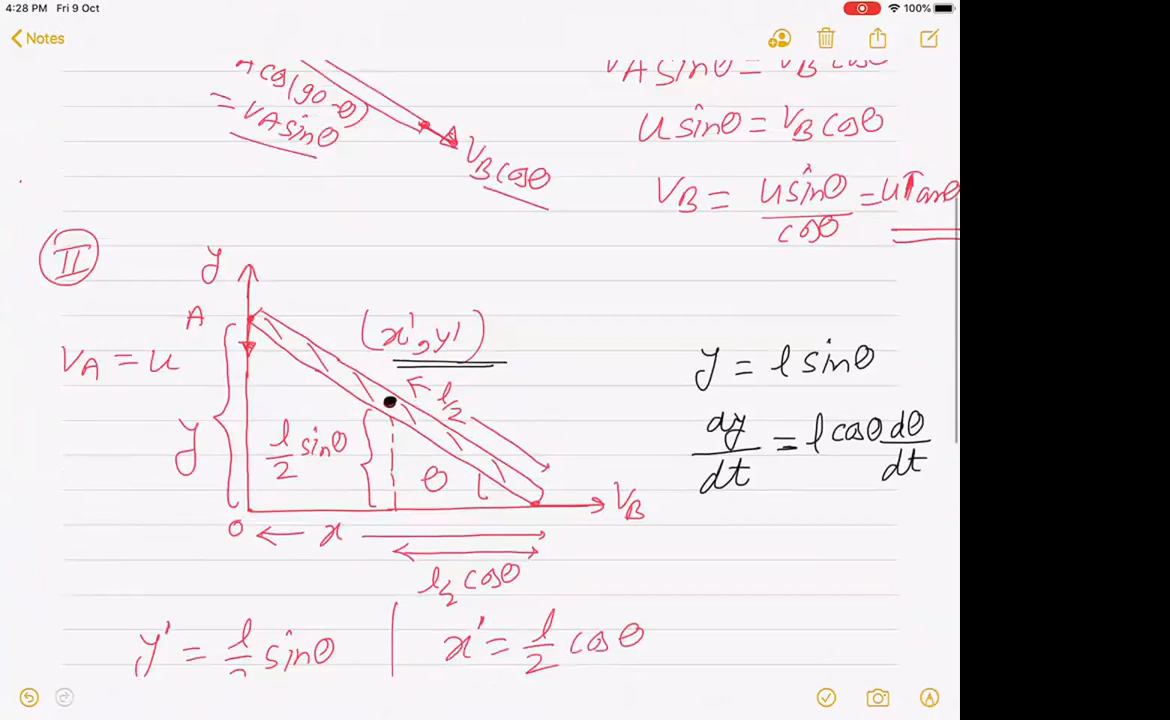 4:28 PM Fri 9 Oct
100%
Notes
A cos(90-θ)
= VA sinθ
VB cosθ
VA sinθ = VB cosθ
u sinθ = VB cosθ
VB = u sinθ/cosθ = u Tanθ
II
y
A
(x', y')
VA = u
l/2
y
l/2 sinθ
θ
VB
O
x
l/2 cosθ
y = l sinθ
dy/dt = l cosθ dθ/dt
y' = l/2 sinθ
x' = l/2 cosθ